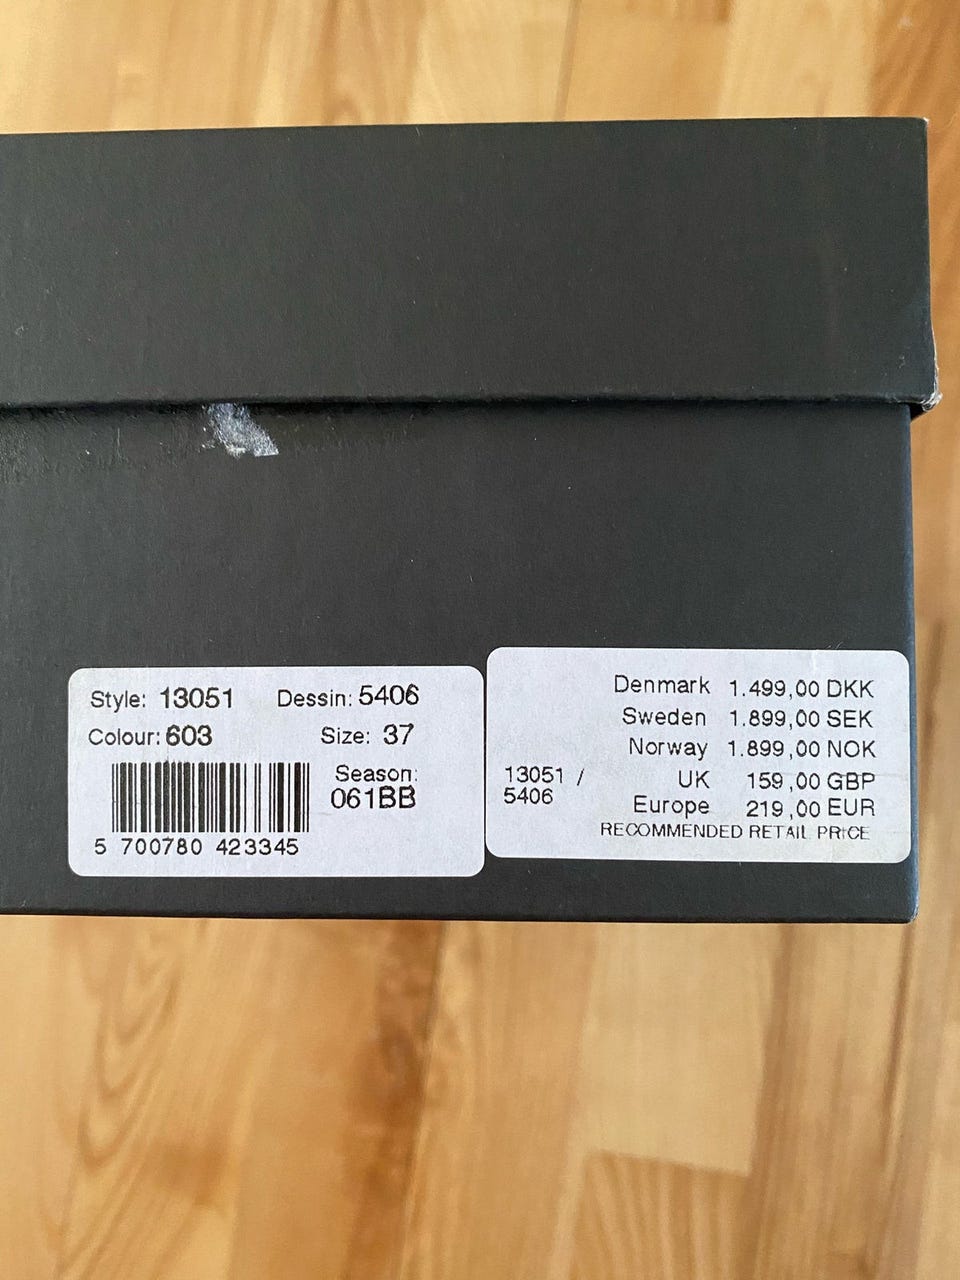 Style: 13051 Dessin: 5406
Colour: 603 Size: 37
Season:
061BB
5 700780 423345
Denmark 1.499,00 DKK
Sweden 1.899,00 SEK
Norway 1.899,00 NOK
13051 / UK 159,00 GBP
5406 Europe 219,00 EUR
RECOMMENDED RETAIL PRICE